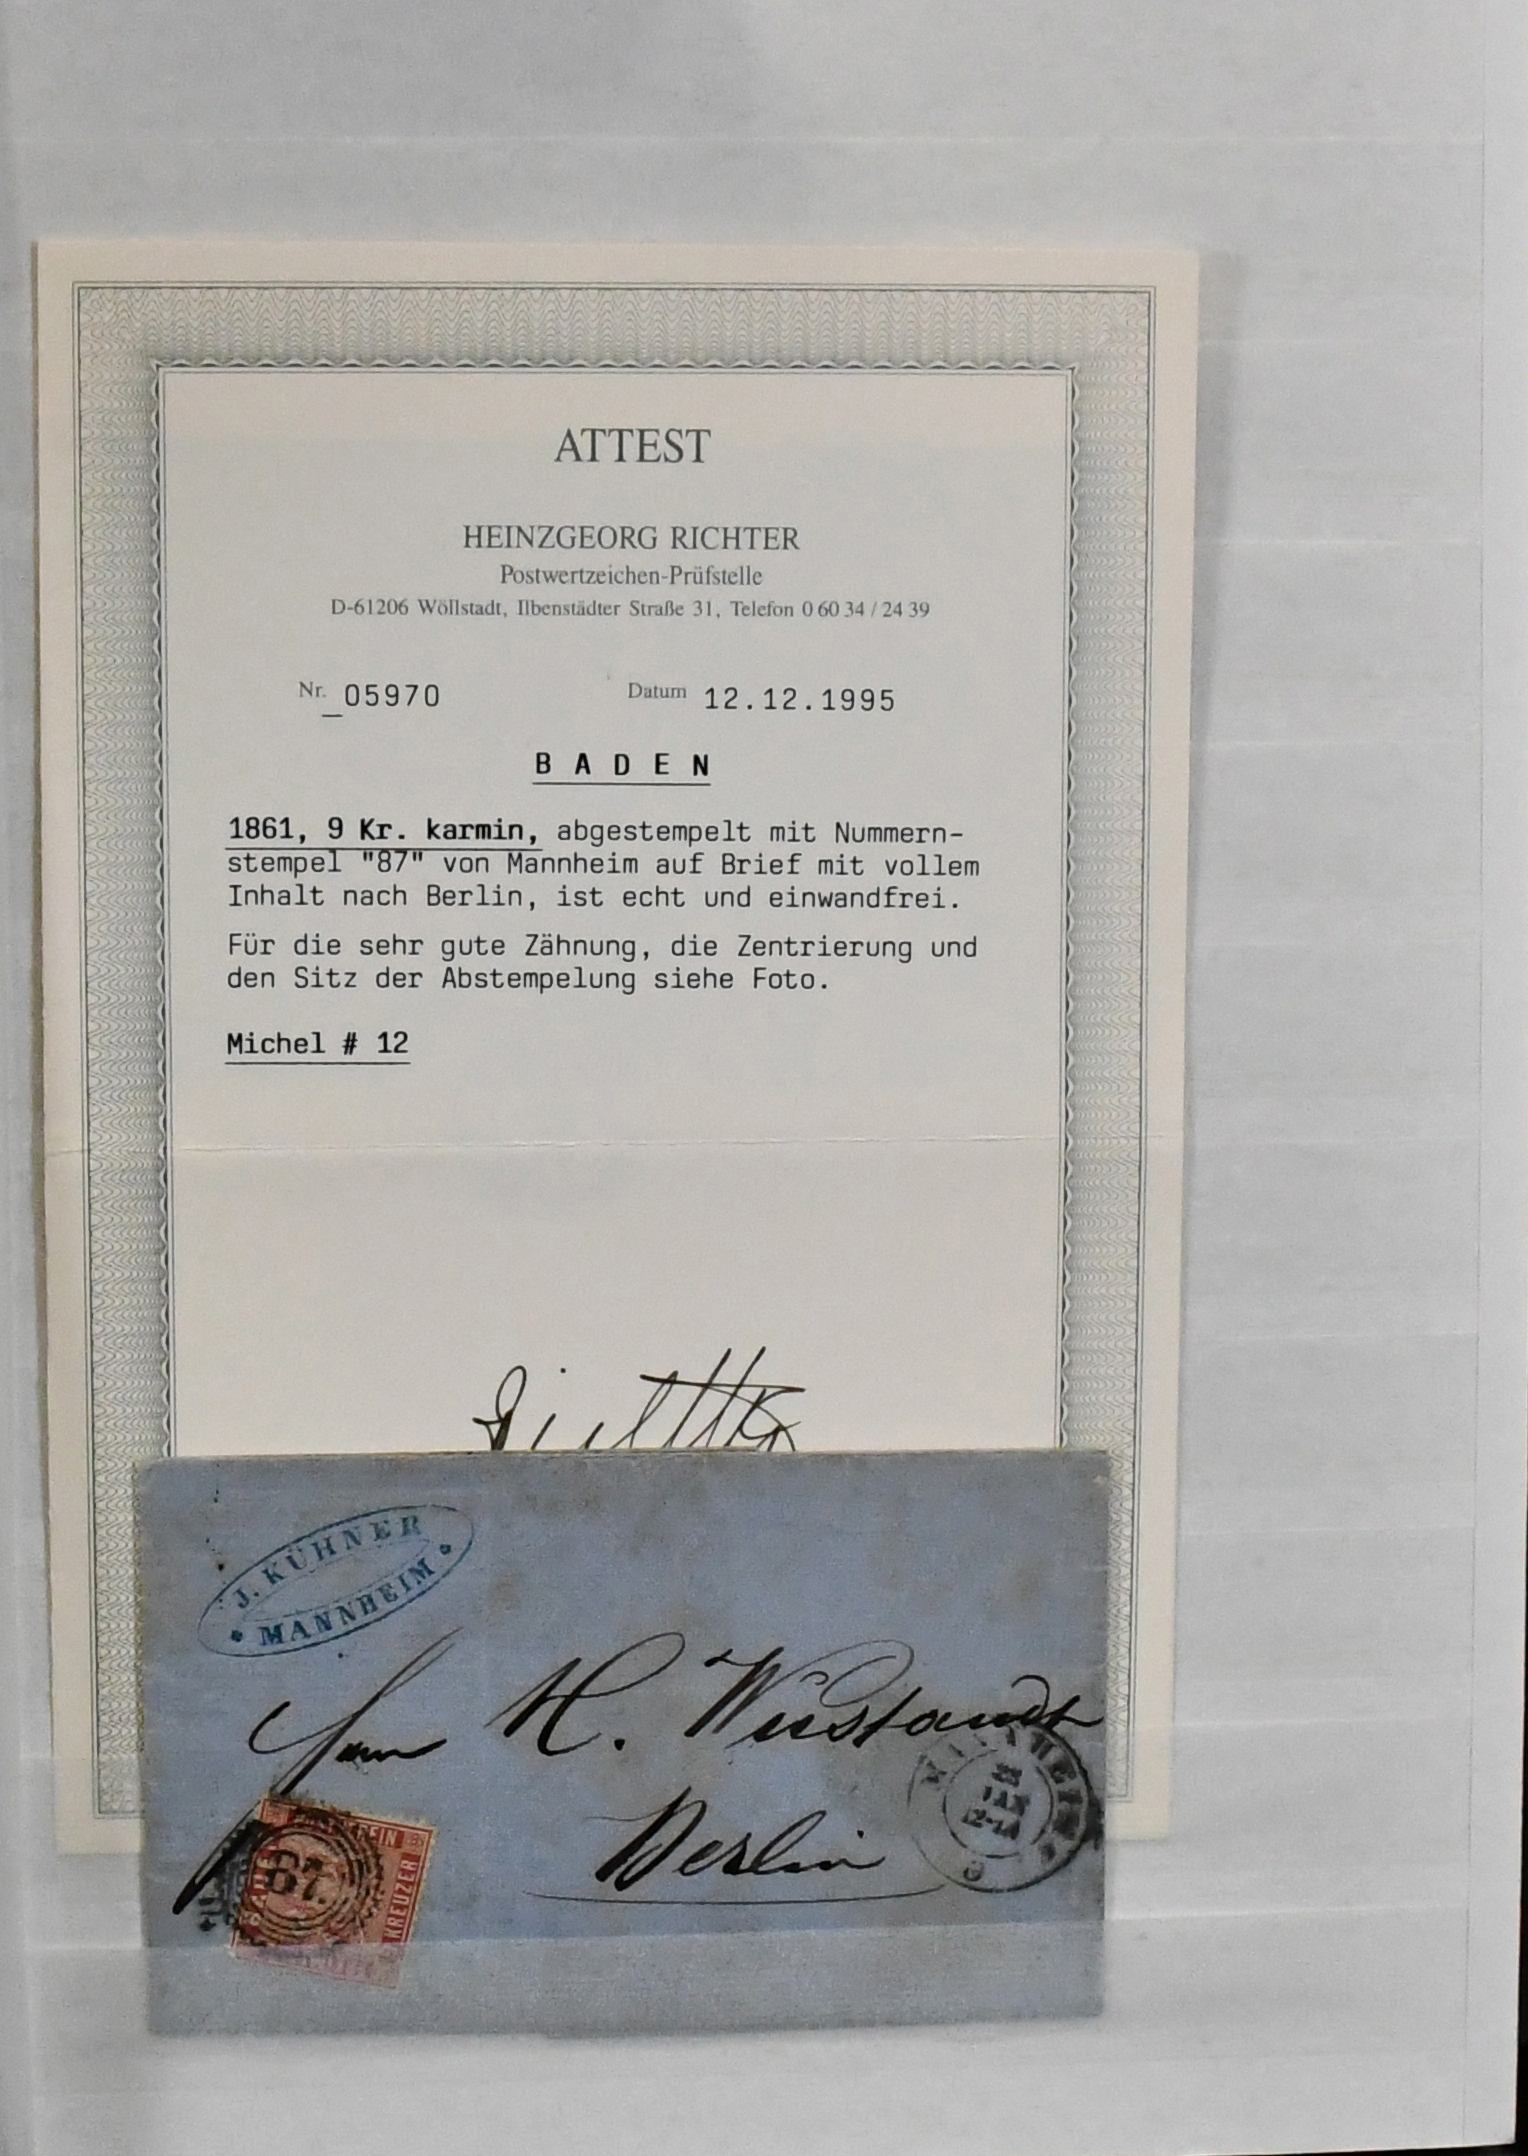 ATTEST
HEINZGEORG RICHTER
Postwertzeichen-Prüfstelle
D-61206 Wöllstadt, Ilbenstädter Straße 31, Telefon 0 60 34 / 24 39
Nr. 05970 Datum 12.12.1995
B A D E N
1861, 9 Kr. karmin, abgestempelt mit Nummern-
stempel "87" von Mannheim auf Brief mit vollem
Inhalt nach Berlin, ist echt und einwandfrei.
Für die sehr gute Zähnung, die Zentrierung und
den Sitz der Abstempelung siehe Foto.
Michel # 12
J. KÜHNER
MANNHEIM
H. Wüstandt
MANNHEIM
JAN
Berlin
87.
KREUZER